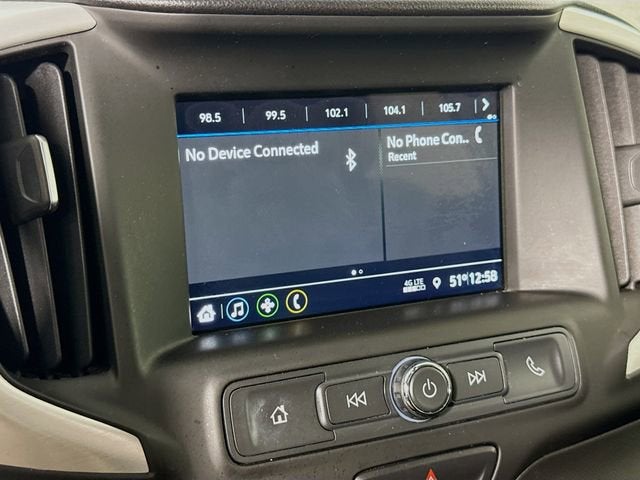 98.5 99.5 102.1 104.1 105.7
No Device Connected
No Phone Con..
Recent
4G LTE
51° 12:58